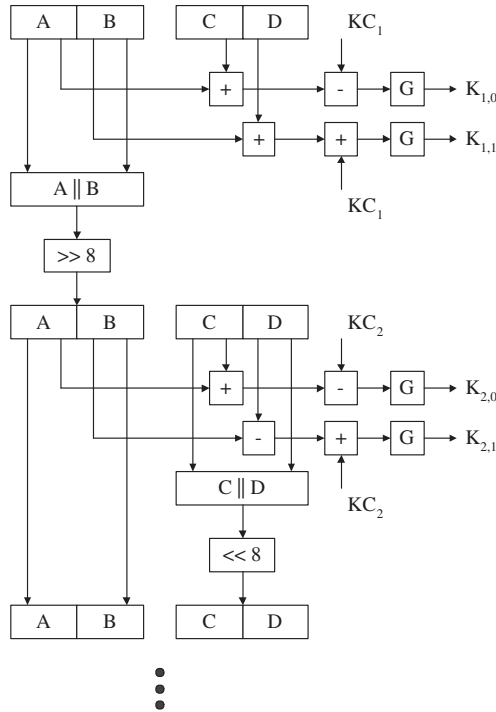 A B C D KC₁
+ - G K₁,₀
+ + G K₁,₁
A || B KC₁
>> 8
A B C D KC₂
+ - G K₂,₀
- + G K₂,₁
C || D KC₂
<< 8
A B C D